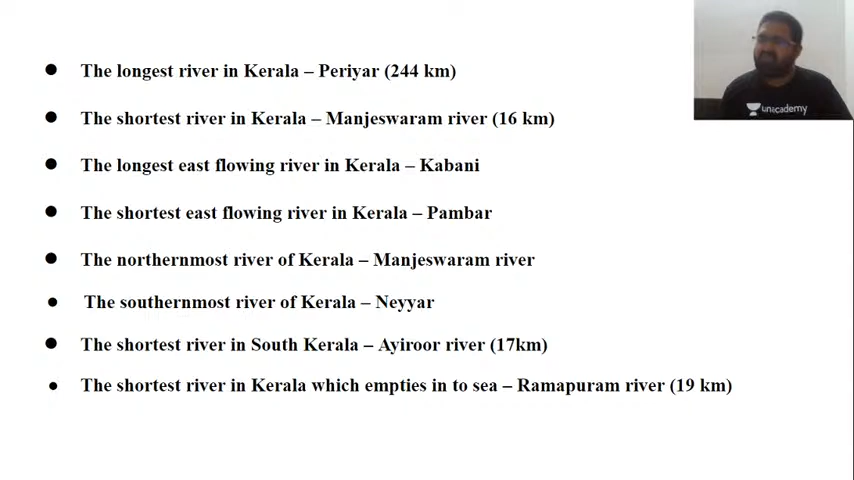 The longest river in Kerala – Periyar (244 km)
unacademy
The shortest river in Kerala – Manjeswaram river (16 km)
The longest east flowing river in Kerala – Kabani
The shortest east flowing river in Kerala – Pambar
The northernmost river of Kerala – Manjeswaram river
The southernmost river of Kerala – Neyyar
The shortest river in South Kerala – Ayiroor river (17km)
The shortest river in Kerala which empties in to sea – Ramapuram river (19 km)